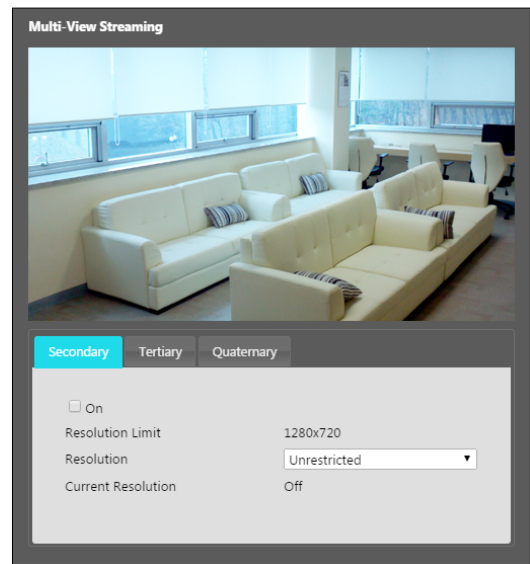 Multi-View Streaming
Secondary Tertiary Quaternary
On
Resolution Limit 1280x720
Resolution Unrestricted
Current Resolution Off